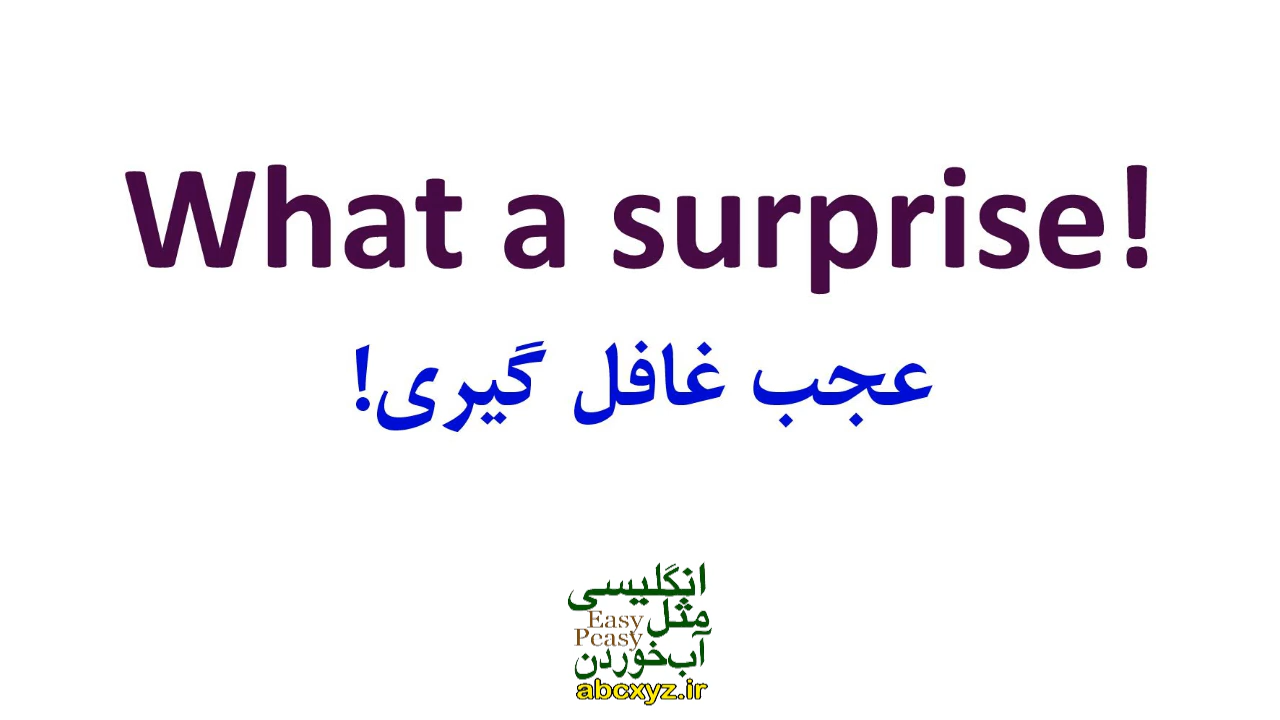 What a surprise!
عجب غافل گیری!
انگلیسی
مثل
Easy
Peasy
آب‌خوردن
abcxyz.ir